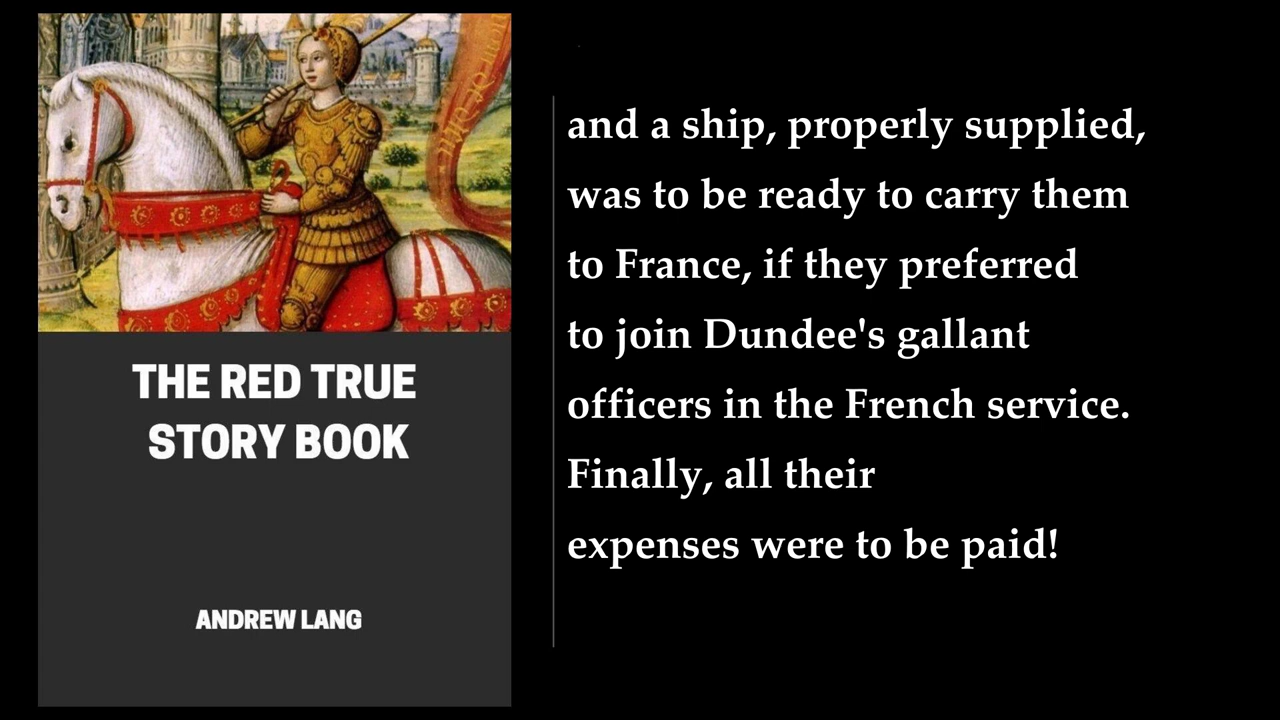 THE RED TRUE
STORY BOOK
ANDREW LANG
and a ship, properly supplied,
was to be ready to carry them
to France, if they preferred
to join Dundee's gallant
officers in the French service.
Finally, all their
expenses were to be paid!